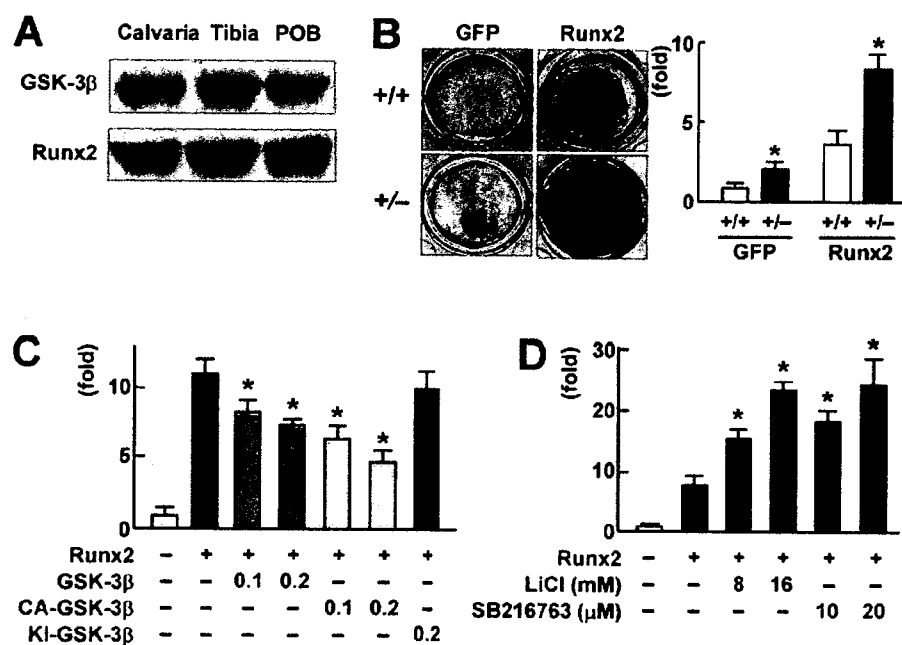 A
Calvaria Tibia POB
GSK-3β
Runx2
B
GFP Runx2
+/+
+/−
(fold)
10
5
0
+/+ +/− +/+ +/−
GFP Runx2
* *
C
(fold)
10
5
0
* * * *
Runx2 − + + + + + +
GSK-3β − − 0.1 0.2 − − −
CA-GSK-3β − − − − 0.1 0.2 −
KI-GSK-3β − − − − − − 0.2
D
(fold)
30
20
10
0
* * * *
Runx2 − + + + + +
LiCl (mM) − − 8 16 − −
SB216763 (μM) − − − − 10 20